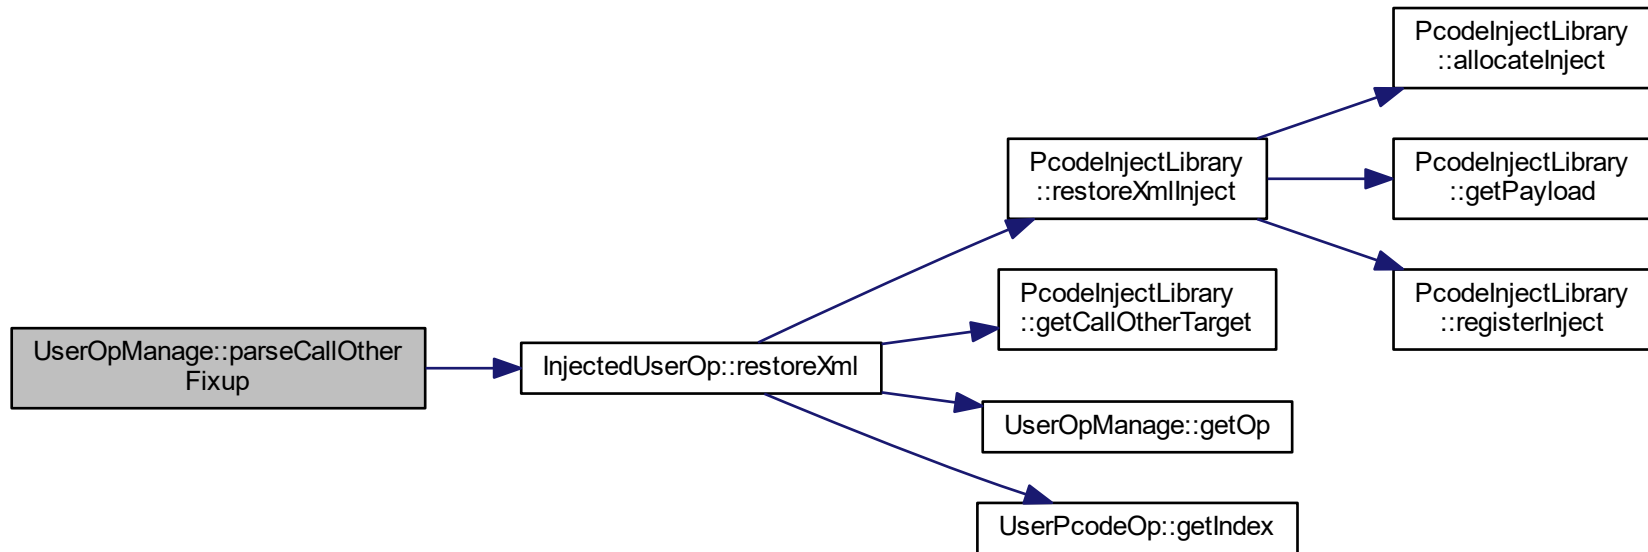 PcodeInjectLibrary
::allocateInject
PcodeInjectLibrary
::restoreXmlInject
PcodeInjectLibrary
::getPayload
PcodeInjectLibrary
::getCallOtherTarget
PcodeInjectLibrary
::registerInject
UserOpManage::parseCallOther
Fixup
InjectedUserOp::restoreXml
UserOpManage::getOp
UserPcodeOp::getIndex